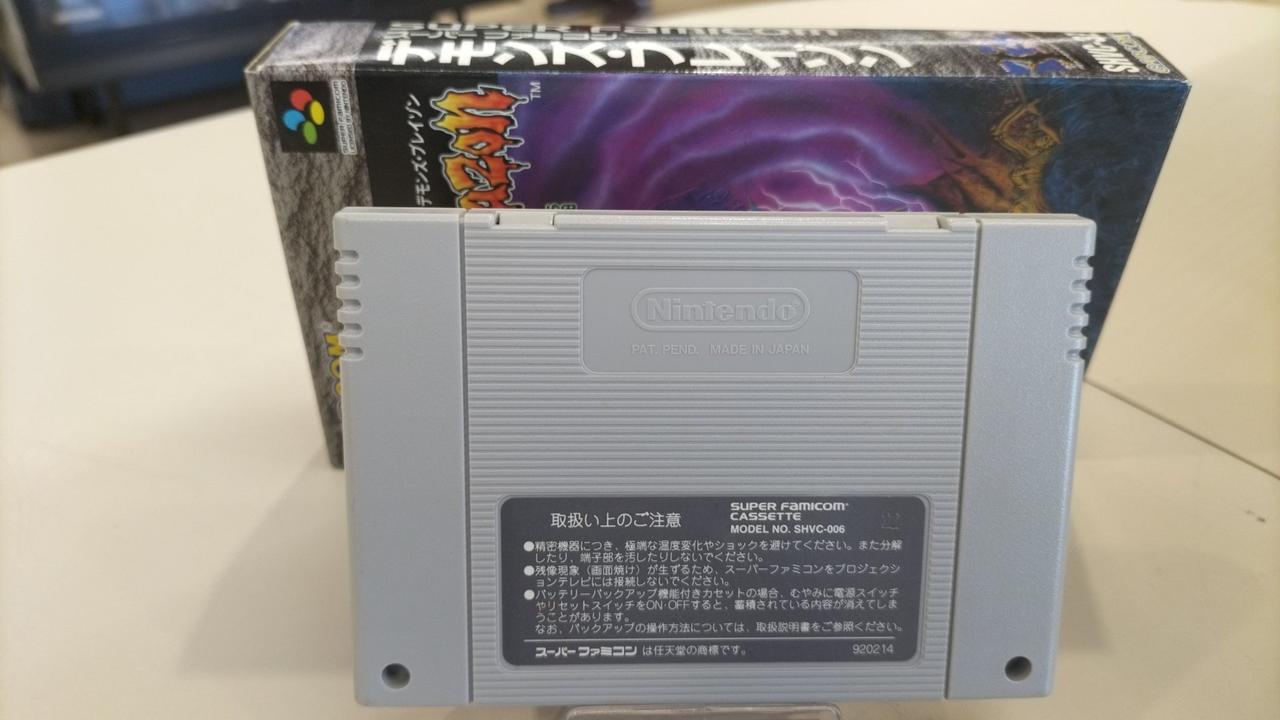 デモンズ・ブレイゾン
SHVC-
SUPER FAMICOM
デモンズ・ブレイゾン
TM
Nintendo®
PAT. PEND. MADE IN JAPAN
取扱い上のご注意
SUPER FAMICOM
CASSETTE
MODEL NO. SHVC-006
●精密機器につき、極端な温度変化やショックを避けてください。また分解
したり、端子部を汚したりしないでください。
●残像現象（画面焼け）が生ずるため、スーパーファミコンをプロジェクシ
ョンテレビには接続しないでください。
●バッテリーバックアップ機能付きカセットの場合、むやみに電源スイッチ
やリセットスイッチをON·OFFすると、蓄積されている内容が消えてしま
うことがあります。
なお、バックアップの操作方法については、取扱説明書をご参照ください。
スーパーファミコン は任天堂の商標です。
920214